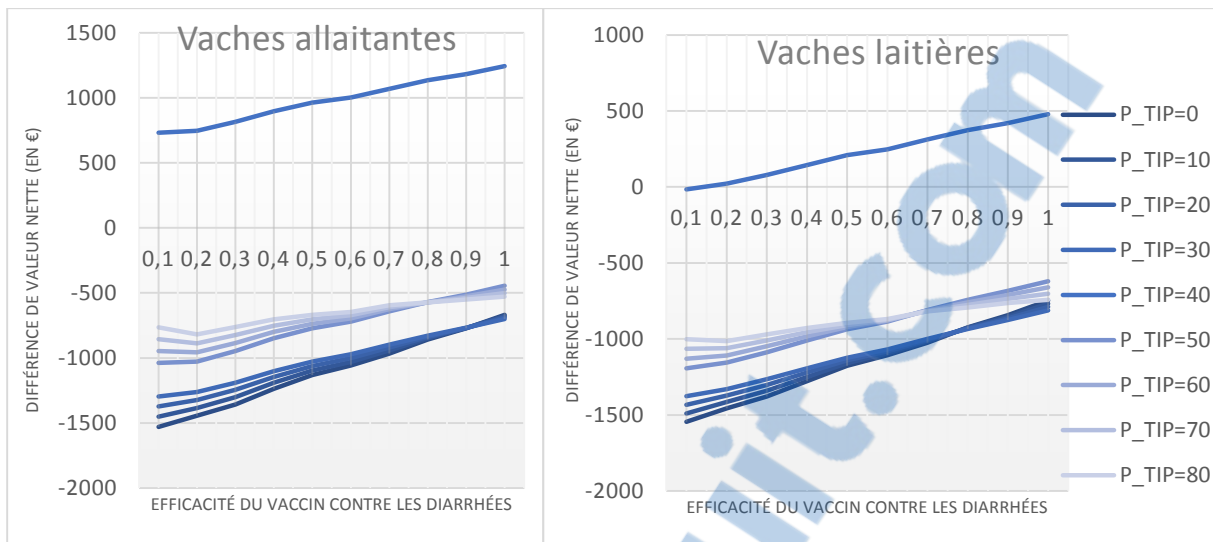 Vaches allaitantes
DIFFÉRENCE DE VALEUR NETTE (EN €)
1500
1000
500
0
-500
-1000
-1500
-2000
0,1 0,2 0,3 0,4 0,5 0,6 0,7 0,8 0,9 1
EFFICACITÉ DU VACCIN CONTRE LES DIARRHÉES
Vaches laitières
DIFFÉRENCE DE VALEUR NETTE (EN €)
1000
500
0
-500
-1000
-1500
-2000
0,1 0,2 0,3 0,4 0,5 0,6 0,7 0,8 0,9 1
EFFICACITÉ DU VACCIN CONTRE LES DIARRHÉES
P_TIP=0
P_TIP=10
P_TIP=20
P_TIP=30
P_TIP=40
P_TIP=50
P_TIP=60
P_TIP=70
P_TIP=80